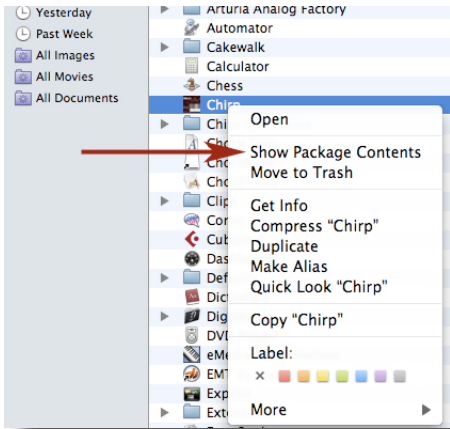 Yesterday
Past Week
All Images
All Movies
All Documents
Arturia Analog Factory
Automator
Cakewalk
Calculator
Chess
Chirp
Open
Show Package Contents
Move to Trash
Get Info
Compress “Chirp”
Duplicate
Make Alias
Quick Look “Chirp”
Copy “Chirp”
Label:
More